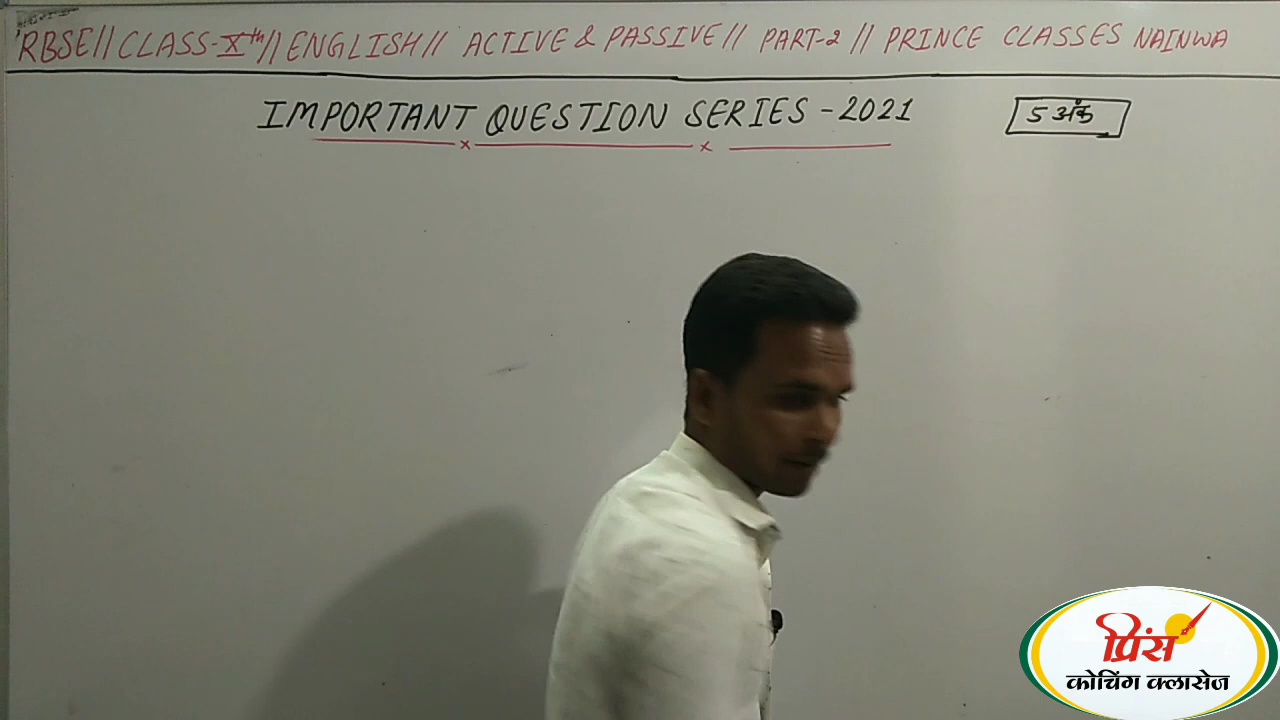 RBSE// CLASS-Xth// ENGLISH// ACTIVE & PASSIVE// PART-2 // PRINCE CLASSES NAINWA
IMPORTANT QUESTION SERIES - 2021
5 अंक
प्रिंस
कोचिंग क्लासेज